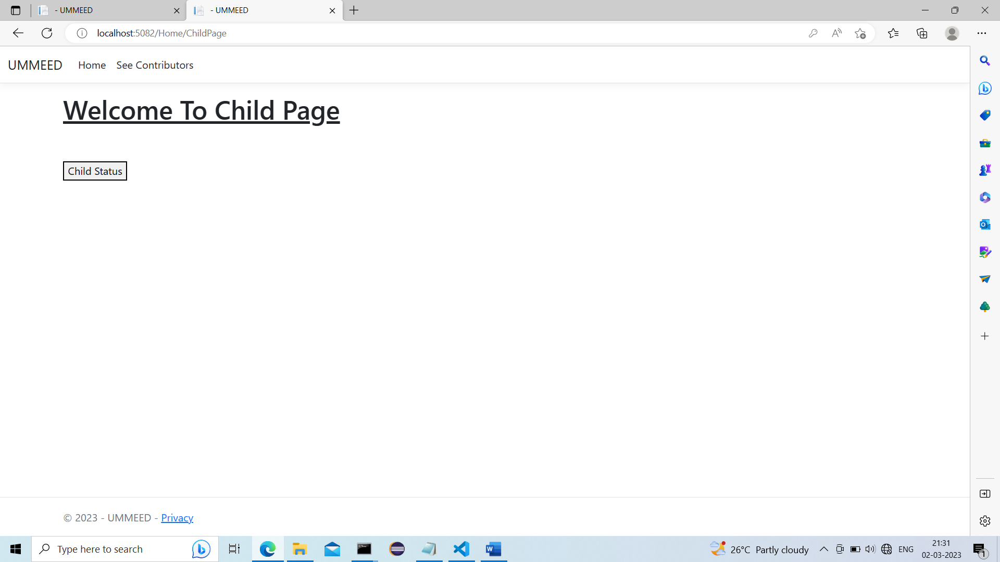 - UMMEED
- UMMEED
localhost:5082/Home/ChildPage
UMMEED Home See Contributors
Welcome To Child Page
Child Status
© 2023 - UMMEED - Privacy
Type here to search
26°C Partly cloudy
ENG
21:31
02-03-2023
1